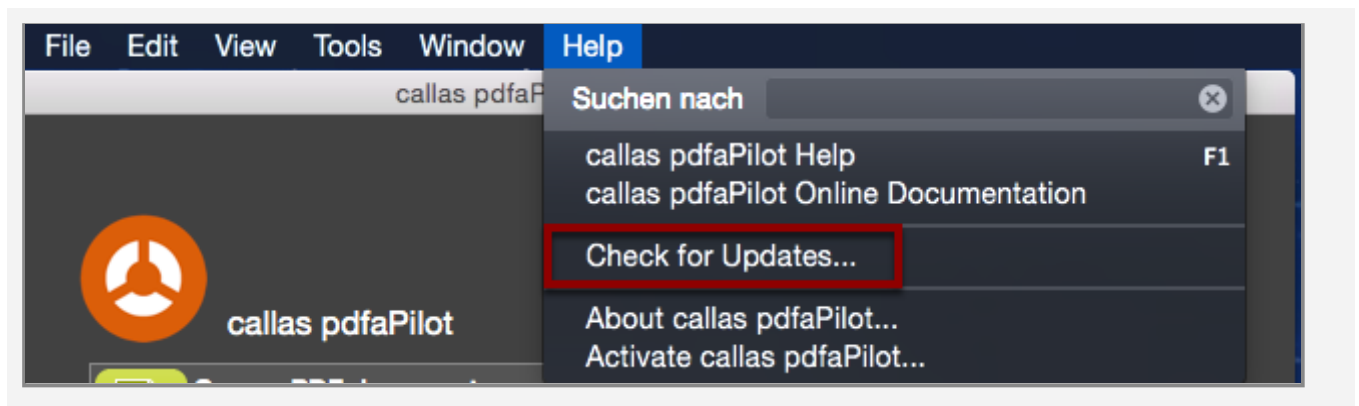 File Edit View Tools Window Help
callas pdfaP
Suchen nach
callas pdfaPilot Help F1
callas pdfaPilot Online Documentation
Check for Updates...
callas pdfaPilot
About callas pdfaPilot...
Activate callas pdfaPilot...